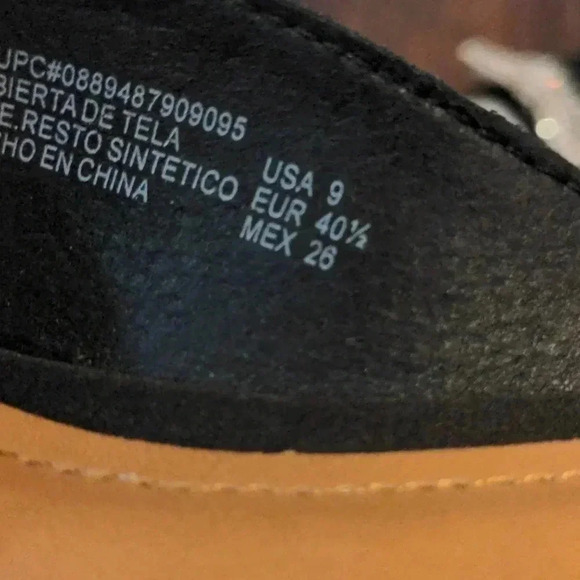 UPC#0889487909095
BIERTA DE TELA
E.RESTO SINTETICO
HO EN CHINA
USA 9
EUR 40½
MEX 26